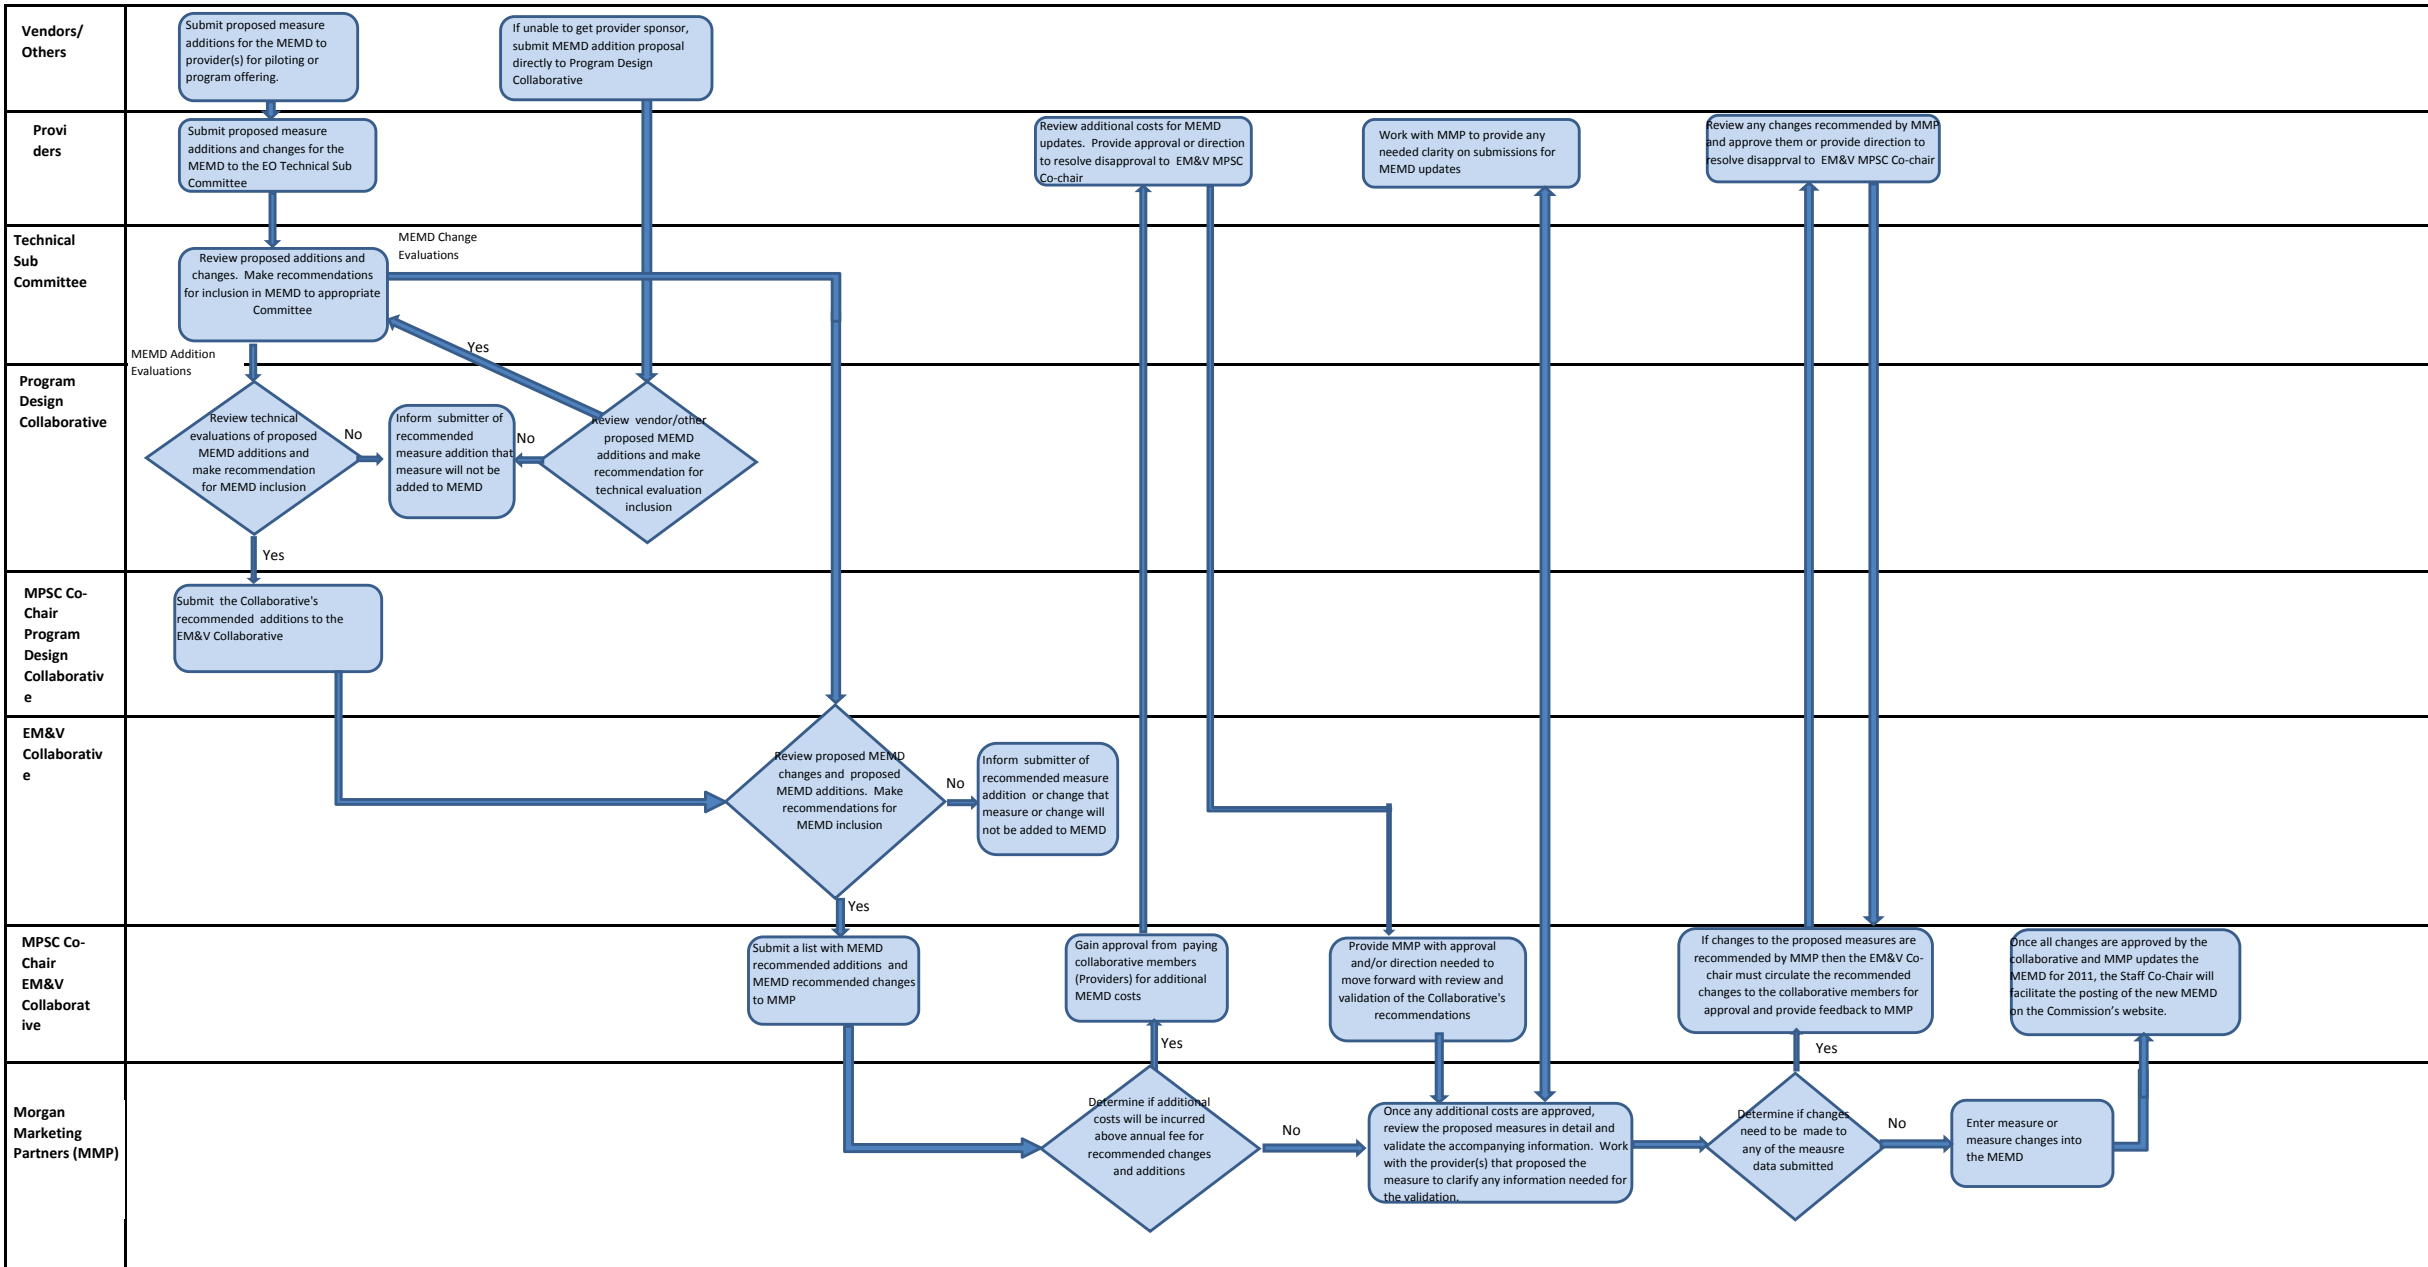 Vendors/
Others
Submit proposed measure
additions for the MEMD to
provider(s) for piloting or
program offering.
If unable to get provider sponsor,
submit MEMD addition proposal
directly to Program Design
Collaborative
Provi
ders
Submit proposed measure
additions and changes for the
MEMD to the EO Technical Sub
Committee
Review additional costs for MEMD
updates. Provide approval or direction
to resolve disapproval to EM&V MPSC
Co-chair
Work with MMP to provide any
needed clarity on submissions for
MEMD updates
Review any changes recommended by MMP
and approve them or provide direction to
resolve disapprval to EM&V MPSC Co-chair
Technical
Sub
Committee
MEMD Change
Evaluations
Review proposed additions and
changes. Make recommendations
for inclusion in MEMD to appropriate
Committee
Yes
MEMD Addition
Evaluations
Program
Design
Collaborative
Review technical
evaluations of proposed
MEMD additions and
make recommendation
for MEMD inclusion
No
Inform submitter of
recommended
measure addition that
measure will not be
added to MEMD
No
Review vendor/other
proposed MEMD
additions and make
recommendation for
technical evaluation
inclusion
Yes
MPSC Co-
Chair
Program
Design
Collaborativ
e
Submit the Collaborative's
recommended additions to the
EM&V Collaborative
EM&V
Collaborativ
e
Review proposed MEMD
changes and proposed
MEMD additions. Make
recommendations for
MEMD inclusion
No
Inform submitter of
recommended measure
addition or change that
measure or change will
not be added to MEMD
Yes
MPSC Co-
Chair
EM&V
Collaborat
ive
Submit a list with MEMD
recommended additions and
MEMD recommended changes
to MMP
Gain approval from paying
collaborative members
(Providers) for additional
MEMD costs
Provide MMP with approval
and/or direction needed to
move forward with review and
validation of the Collaborative's
recommendations
If changes to the proposed measures are
recommended by MMP then the EM&V Co-
chair must circulate the recommended
changes to the collaborative members for
approval and provide feedback to MMP
Once all changes are approved by the
collaborative and MMP updates the
MEMD for 2011, the Staff Co-Chair will
facilitate the posting of the new MEMD
on the Commission's website.
Yes
Yes
Morgan
Marketing
Partners (MMP)
Determine if additional
costs will be incurred
above annual fee for
recommended changes
and additions
No
Once any additional costs are approved,
review the proposed measures in detail and
validate the accompanying information. Work
with the provider(s) that proposed the
measure to clarify any information needed for
the validation.
Determine if changes
need to be made to
any of the meausre
data submitted
No
Enter measure or
measure changes into
the MEMD